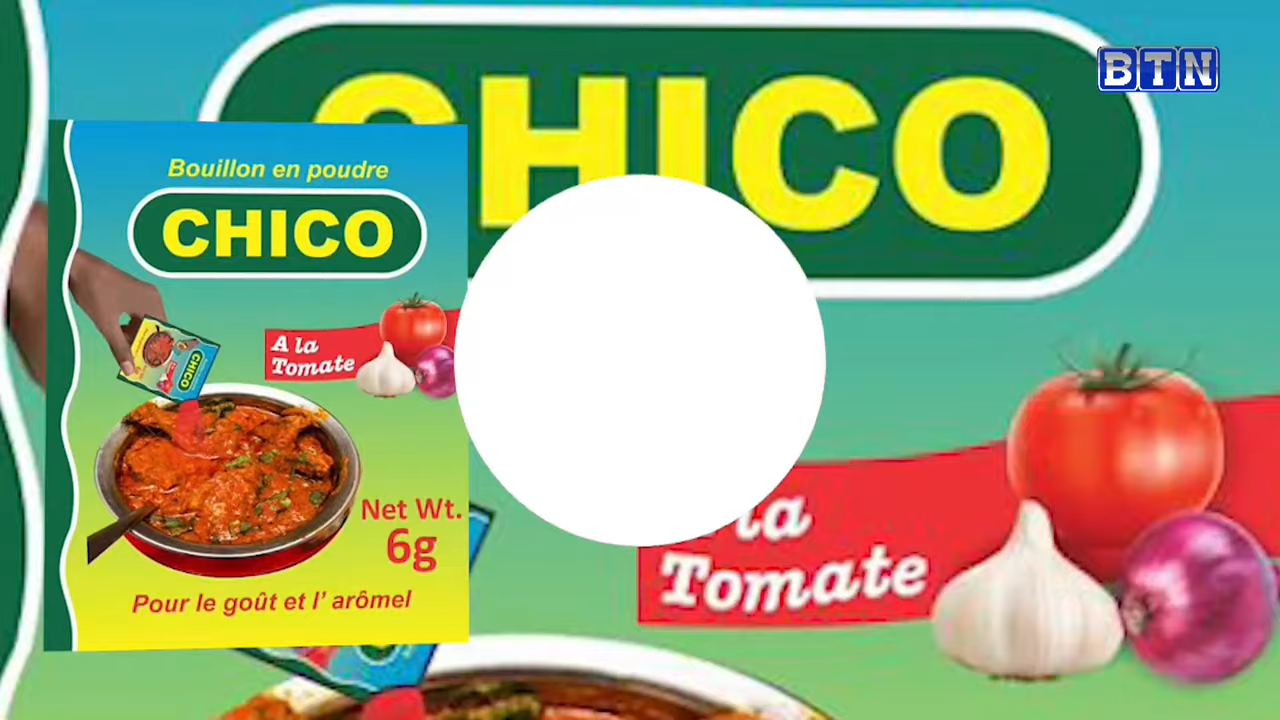 CHICO
BTN
Bouillon en poudre
CHICO
A la
Tomate
CHICO
Net Wt.
6g
Pour le goût et l' arômel
la
Tomate